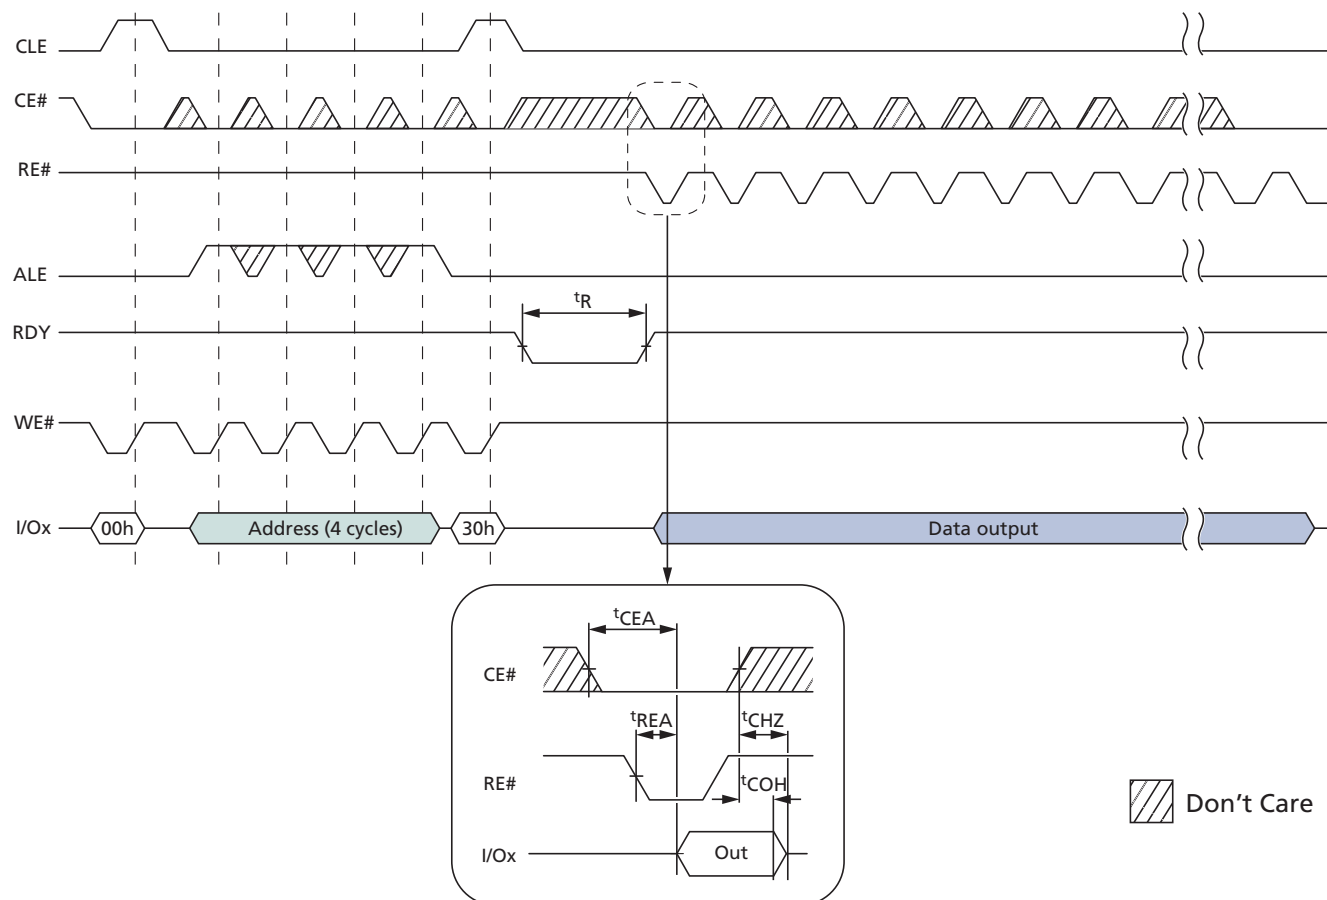 CLE
CE#
RE#
ALE
tR
RDY
WE#
I/Ox
00h
Address (4 cycles)
30h
Data output
tCEA
CE#
tREA
tCHZ
RE#
tCOH
I/Ox
Out
Don't Care